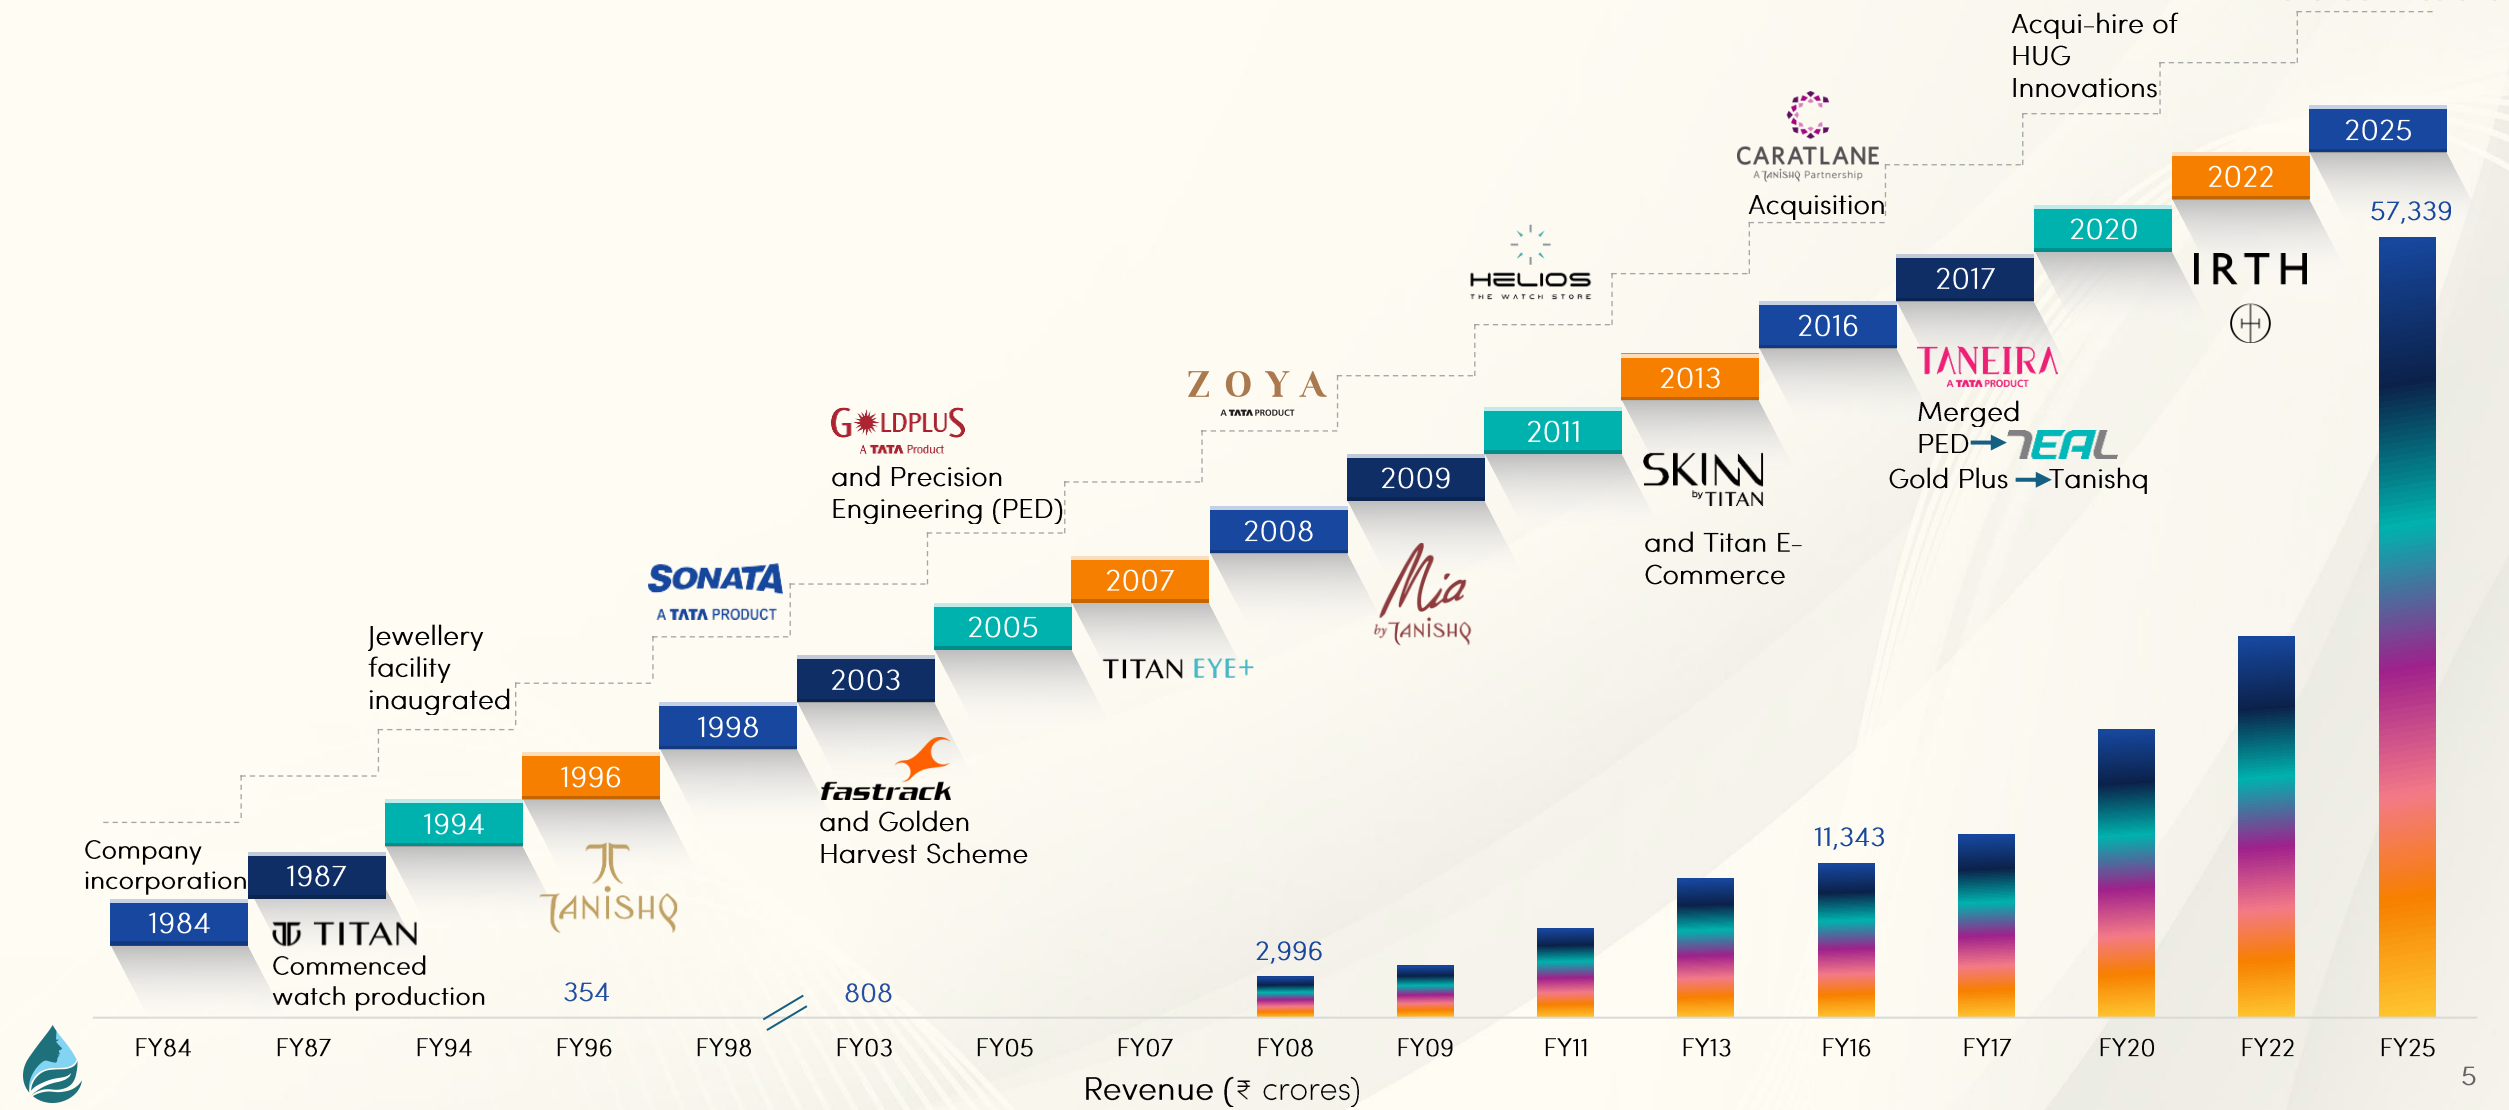 Acqui-hire of
HUG
Innovations
2025
57,339
2022
IRTH
CARATLANE
A TANISHQ Partnership
Acquisition
2020
2017
TANEIRA
A TATA PRODUCT
Merged
PED
TEAL
Gold Plus
Tanishq
HELIOS
THE WATCH STORE
2016
2013
SKINN
by TITAN
and Titan E-
Commerce
ZOYA
A TATA PRODUCT
2011
2009
Mia
by TANISHQ
GOLDPLUS
A TATA Product
and Precision
Engineering (PED)
2008
2007
TITAN EYE+
SONATA
A TATA PRODUCT
2005
2003
fastrack
and Golden
Harvest Scheme
Jewellery
facility
inaugrated
1998
1996
TANISHQ
1994
Company
incorporation
1987
TITAN
Commenced
watch production
1984
354
808
2,996
11,343
FY84 FY87 FY94 FY96 FY98 FY03 FY05 FY07 FY08 FY09 FY11 FY13 FY16 FY17 FY20 FY22 FY25
Revenue (₹ crores)
5